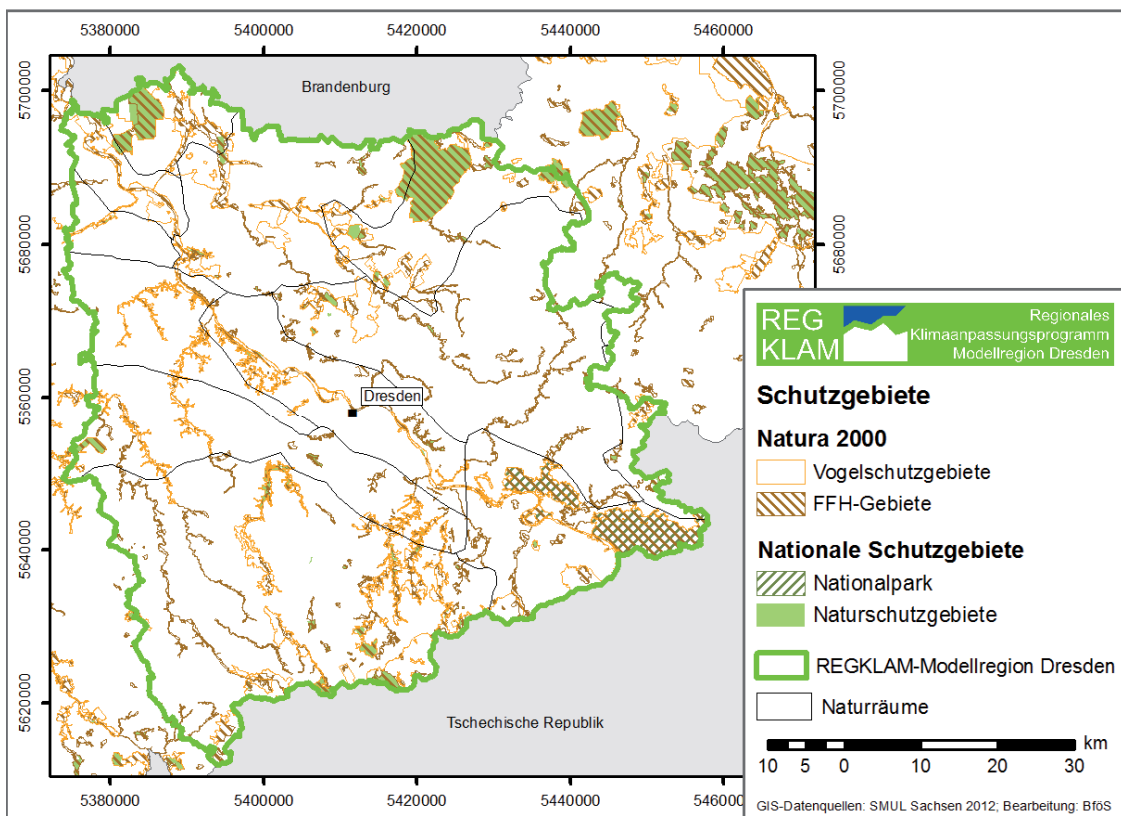 5380000 5400000 5420000 5440000 5460000
5700000
5680000
5560000
5640000
5620000
5700000
5680000
Brandenburg
Dresden
Tschechische Republik
5380000 5400000 5420000 5440000 5460000
REG
KLAM
Regionales
Klimaanpassungsprogramm
Modellregion Dresden
Schutzgebiete
Natura 2000
Vogelschutzgebiete
FFH-Gebiete
Nationale Schutzgebiete
Nationalpark
Naturschutzgebiete
REGKLAM-Modellregion Dresden
Naturräume
km
10 5 0 10 20 30
GIS-Datenquellen: SMUL Sachsen 2012; Bearbeitung: BföS